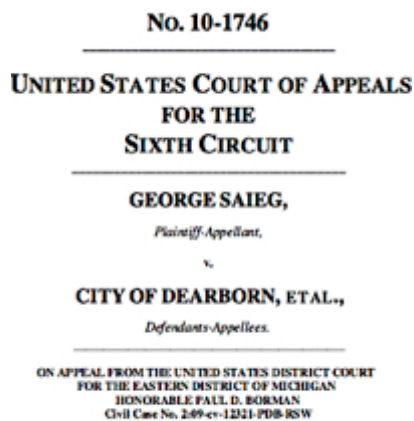 NO. 10-1746
UNITED STATES COURT OF APPEALS
FOR THE
SIXTH CIRCUIT
GEORGE SAIEG,
Plaintiff-Appellant,
v.
CITY OF DEARBORN, ET AL.,
Defendants-Appellees.
ON APPEAL FROM THE UNITED STATES DISTRICT COURT
FOR THE EASTERN DISTRICT OF MICHIGAN
HONORABLE PAUL D. BORMAN
Civil Case No. 2:09-cv-12321-PDB-RSW